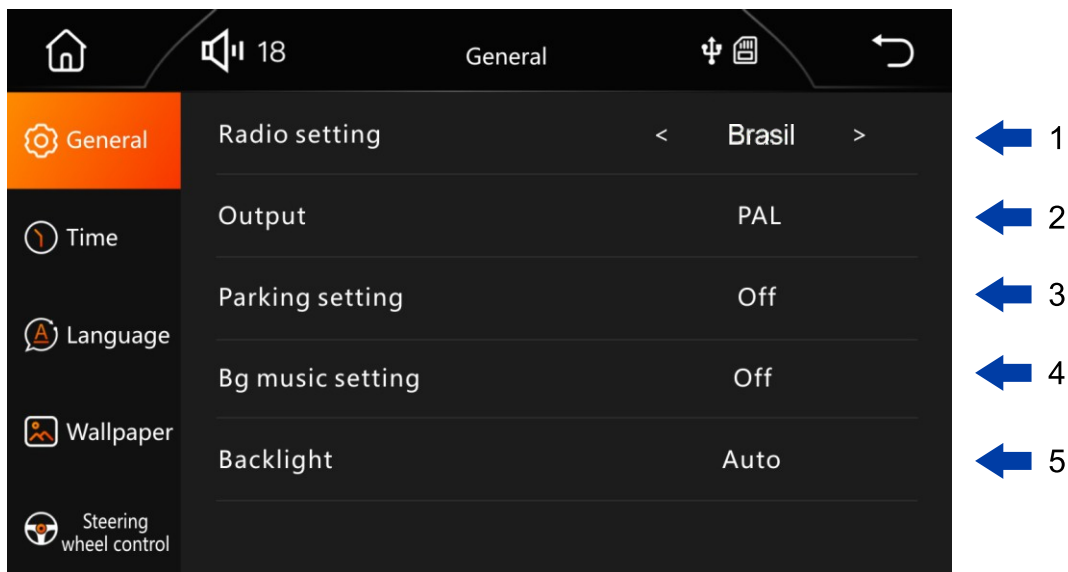 18 General
General
Radio setting < Brasil > 1
Time
Output PAL 2
Parking setting Off 3
Language
Bg music setting Off 4
Wallpaper
Backlight Auto 5
Steering
wheel control